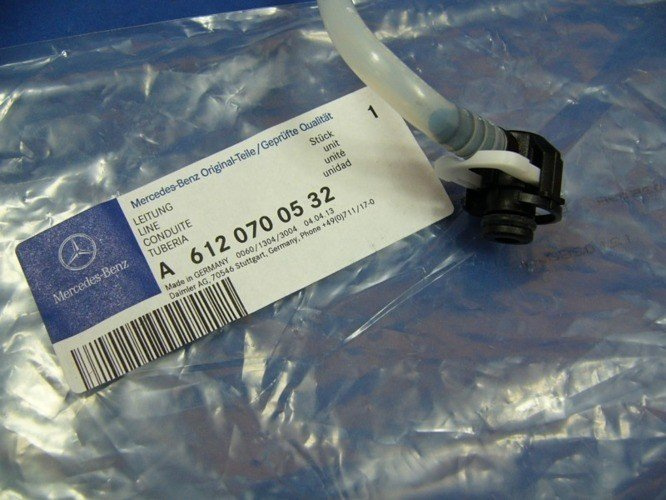 Mercedes-Benz Original-Teile/Geprüfte Qualität
1
LEITUNG
LINE
CONDUITE
TUBERIA
Stück
unit
unité
unidad
A 612 070 05 32
Made in GERMANY 0060/1304/3004 04.04.13
Daimler AG, 70546 Stuttgart, Germany, Phone +49(0)711/17-0
Mercedes-Benz